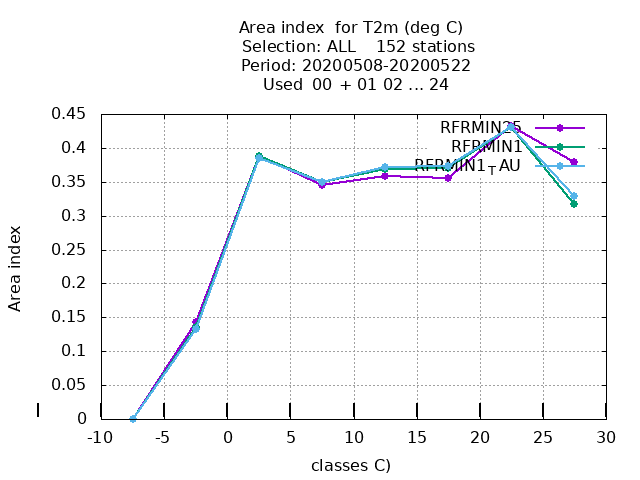 Area index  for T2m (deg C)
Selection: ALL    152 stations
Period: 20200508-20200522
Used  00  + 01 02 ... 24
RFRMIN25
RFRMIN1
RFRMIN1TAU
0.45
0.4
0.35
0.3
0.25
0.2
0.15
0.1
0.05
0
Area index
-10 -5 0 5 10 15 20 25 30
classes C)